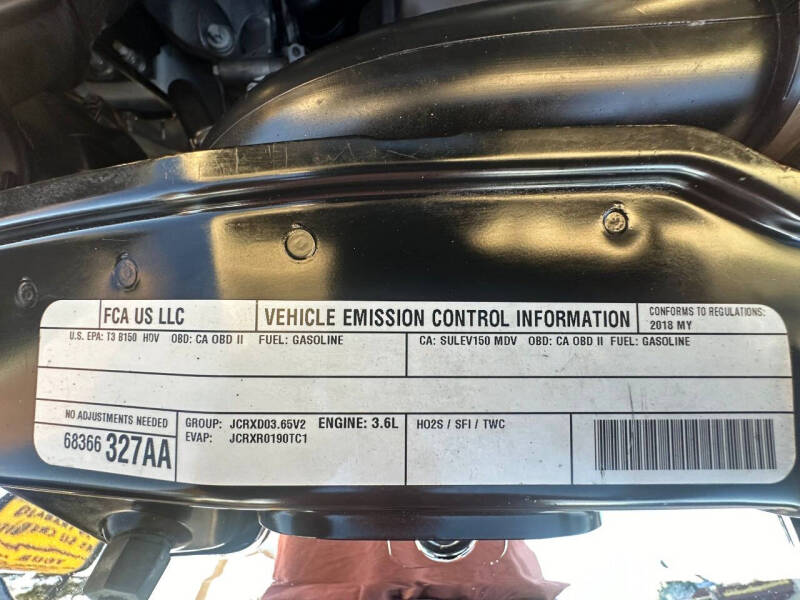 FCA US LLC
VEHICLE EMISSION CONTROL INFORMATION
CONFORMS TO REGULATIONS:
2018 MY
U.S. EPA: T3 B150 HDV OBD: CA OBD II FUEL: GASOLINE
CA: SULEV150 MDV OBD: CA OBD II FUEL: GASOLINE
NO ADJUSTMENTS NEEDED
68366 327AA
GROUP: JCRXD03.65V2 ENGINE: 3.6L
EVAP: JCRXR0190TC1
HO2S / SFI / TWC